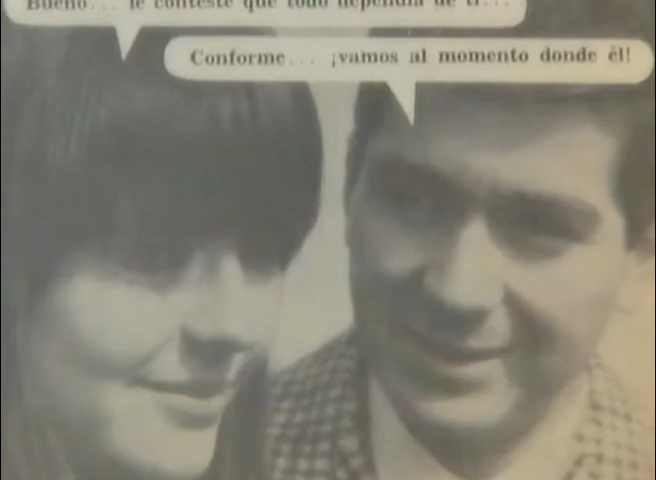 Bueno... le contesté que todo dependía de ti...
Conforme... ¡vamos al momento donde él!